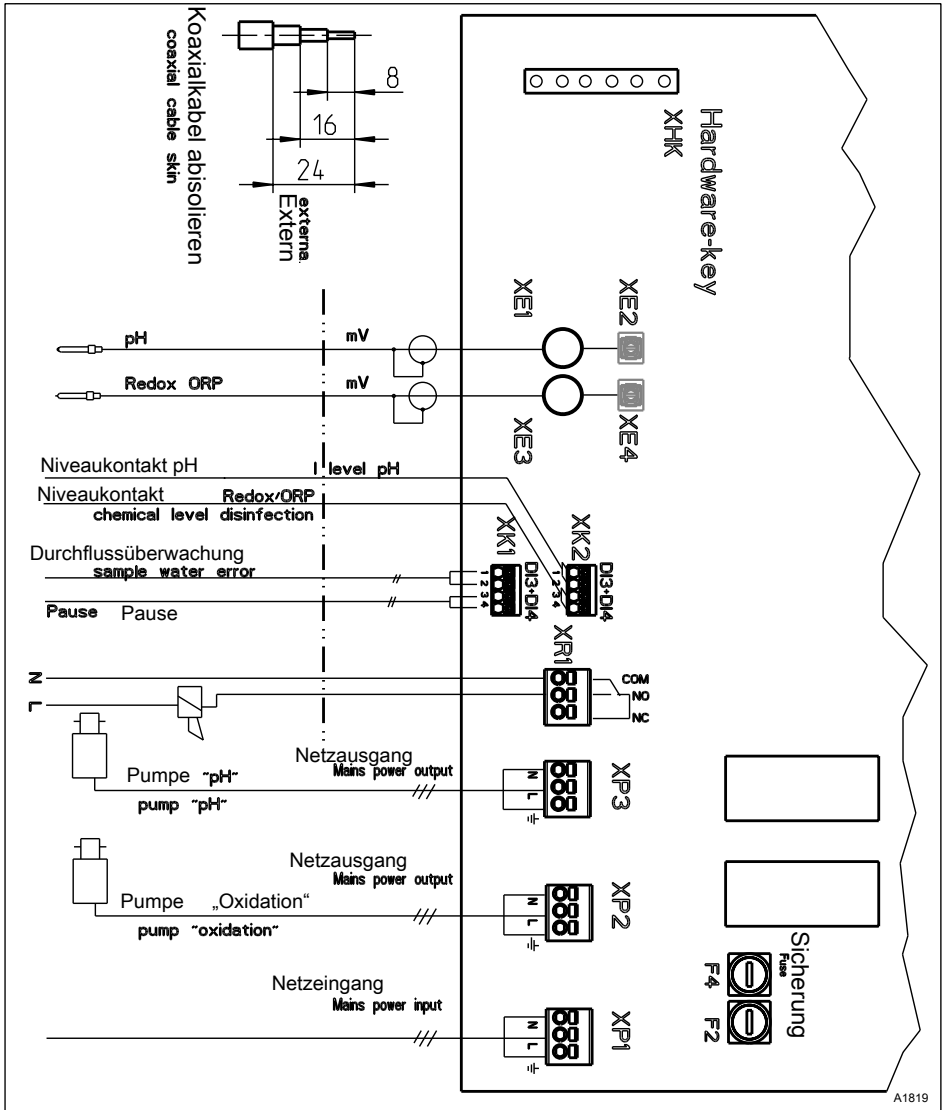 Koaxialkabel abisolieren
coaxial cable skin
8
16
24
externa.
Extern
Hardware-key
XHK
XE1
XE2
pH
mV
Redox ORP
mV
XE3
XE4
Niveaukontakt pH
l level pH
Niveaukontakt Redox/ORP
chemical level disinfection
XK1
XK2
Durchflussüberwachung
sample water error
1
2
3
4
DI3+DI4
1
2
3
4
DI3+DI4
Pause Pause
XR1
N
L
COM
NO
NC
Netzausgang
Mains power output
Pumpe "pH"
pump "pH"
N
L
XP3
Netzausgang
Mains power output
Pumpe „Oxidation“
pump "oxidation"
N
L
XP2
Sicherung
Fuse
F4
F2
Netzeingang
Mains power input
N
L
XP1
A1819